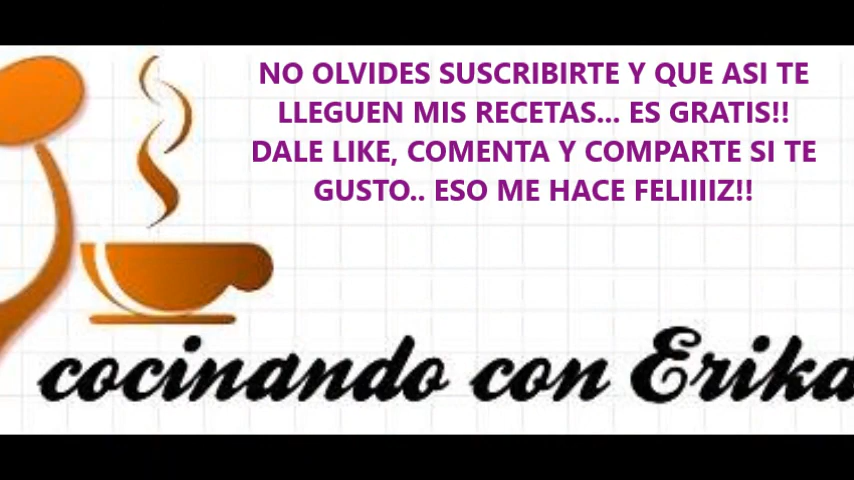 NO OLVIDES SUSCRIBIRTE Y QUE ASI TE
LLEGUEN MIS RECETAS... ES GRATIS!!
DALE LIKE, COMENTA Y COMPARTE SI TE
GUSTO.. ESO ME HACE FELIIIIZ!!
cocinando con Erika